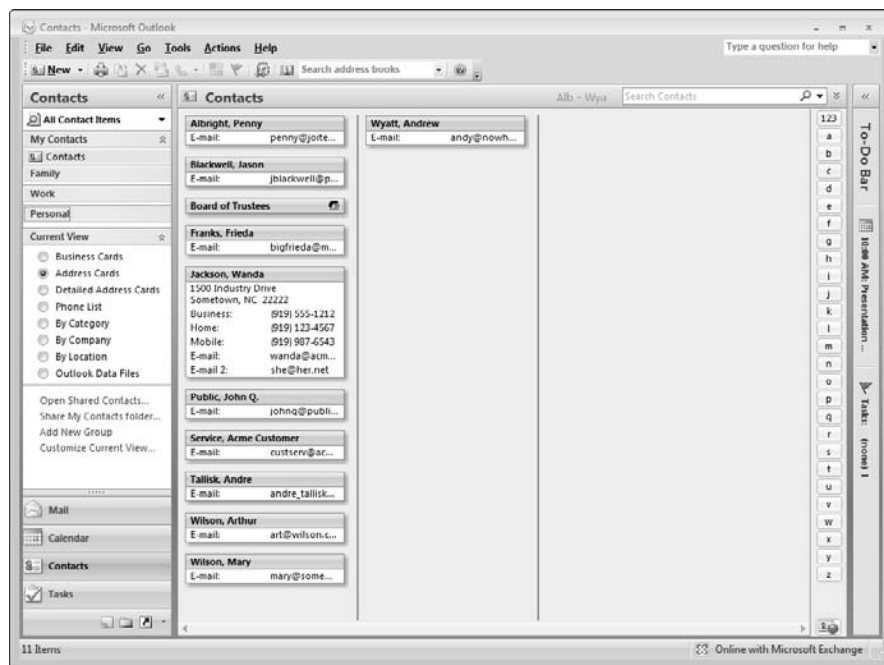 Contacts - Microsoft Outlook
File Edit View Go Tools Actions Help
Type a question for help
New
Search address books
Contacts
All Contact Items
My Contacts
Contacts
Family
Work
Personal
Current View
Business Cards
Address Cards
Detailed Address Cards
Phone List
By Category
By Company
By Location
Outlook Data Files
Open Shared Contacts...
Share My Contacts folder...
Add New Group
Customize Current View...
Mail
Calendar
Contacts
Tasks
Contacts
Alb - Wya
Search Contacts
Albright, Penny
E-mail: penny@joite...
Blackwell, Jason
E-mail: jblackwell@p...
Board of Trustees
Franks, Frieda
E-mail: bigfrieda@m...
Jackson, Wanda
1500 Industry Drive
Sometown, NC 22222
Business: (919) 555-1212
Home: (919) 123-4567
Mobile: (919) 987-6543
E-mail: wanda@acm...
E-mail 2: she@her.net
Public, John Q.
E-mail: johnq@publi...
Service, Acme Customer
E-mail: custserv@ac...
Tallisk, Andre
E-mail: andre_tallisk...
Wilson, Arthur
E-mail: art@wilson.c...
Wilson, Mary
E-mail: mary@some...
Wyatt, Andrew
E-mail: andy@nowh...
123
a
b
c
d
e
f
g
h
i
j
k
l
m
n
o
p
q
r
s
t
u
v
w
x
y
z
To-Do Bar
10:00 AM: Presentation ...
Tasks: (none)
11 Items
Online with Microsoft Exchange